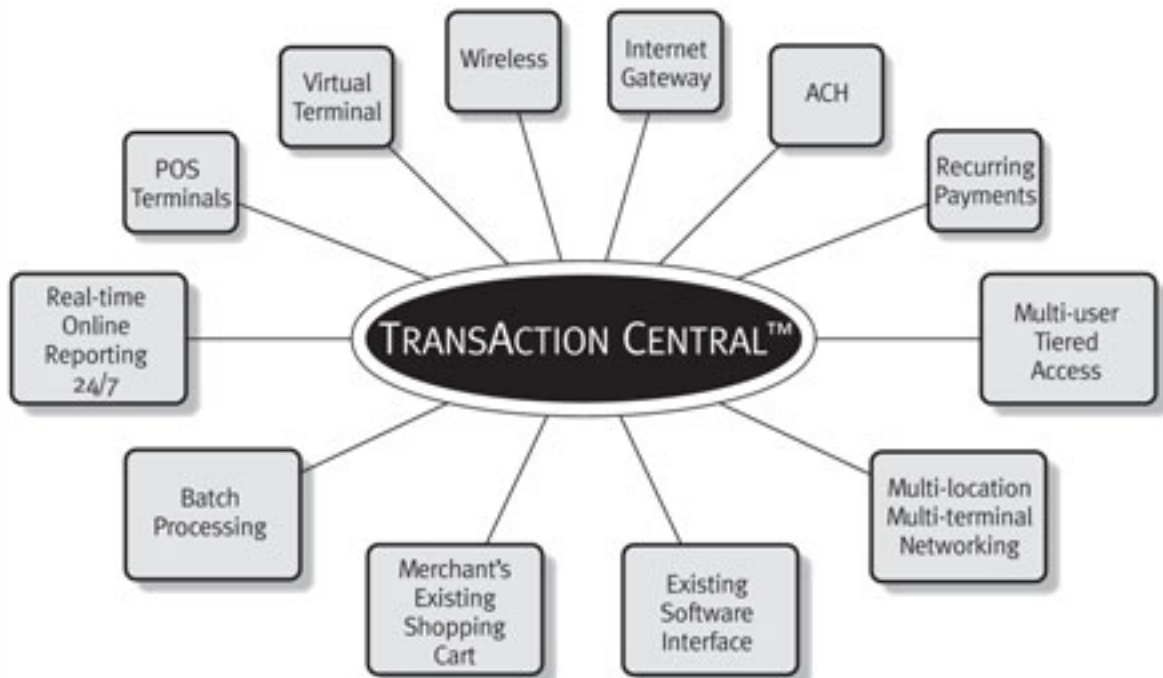 Wireless
Internet
Gateway
Virtual
Terminal
ACH
POS
Terminals
Recurring
Payments
Real-time
Online
Reporting
24/7
TRANSACTION CENTRAL™
Multi-user
Tiered
Access
Batch
Processing
Multi-location
Multi-terminal
Networking
Merchant's
Existing
Shopping
Cart
Existing
Software
Interface